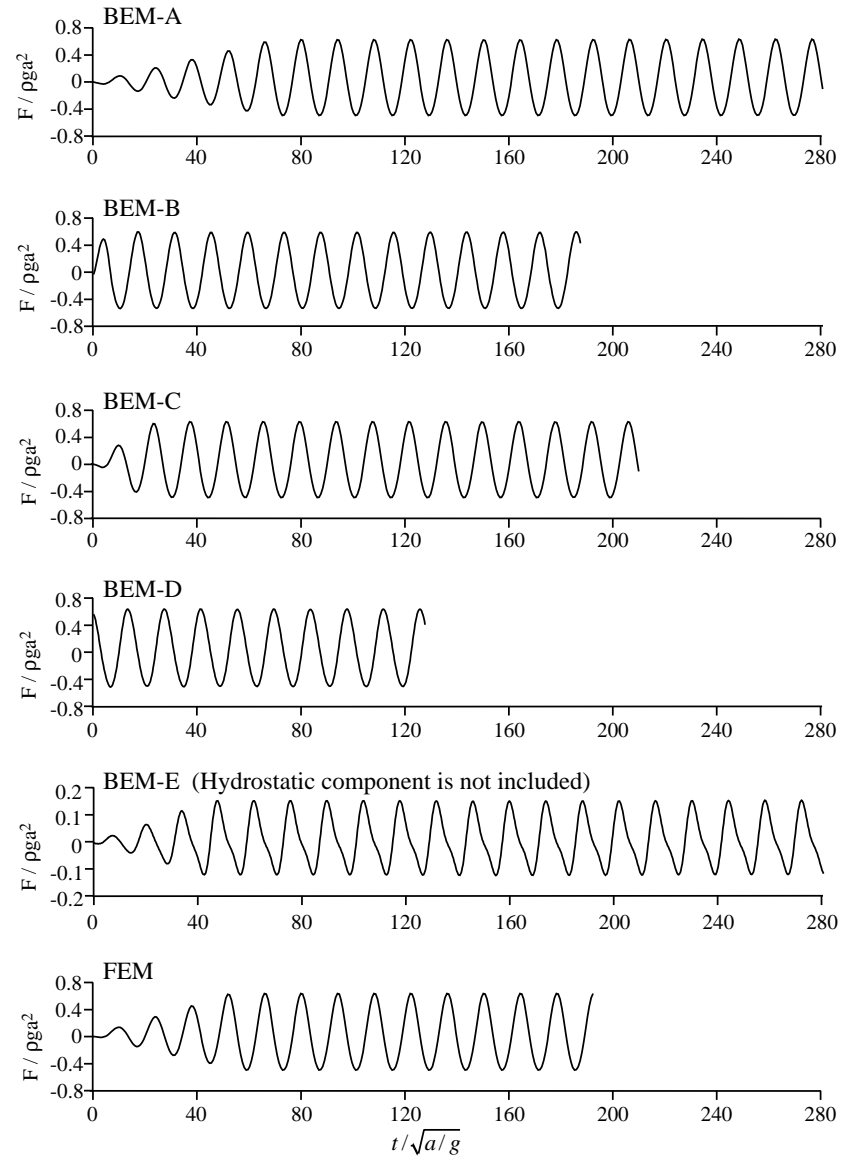 BEM-A
0.8
0.4
0
-0.4
-0.8
F / ρga²
0 40 80 120 160 200 240 280
BEM-B
0.8
0.4
0
-0.4
-0.8
F / ρga²
0 40 80 120 160 200 240 280
BEM-C
0.8
0.4
0
-0.4
-0.8
F / ρga²
0 40 80 120 160 200 240 280
BEM-D
0.8
0.4
0
-0.4
-0.8
F / ρga²
0 40 80 120 160 200 240 280
BEM-E (Hydrostatic component is not included)
0.2
0.1
0
-0.1
-0.2
F / ρga²
0 40 80 120 160 200 240 280
FEM
0.8
0.4
0
-0.4
-0.8
F / ρga²
0 40 80 120 160 200 240 280
t/√a/g